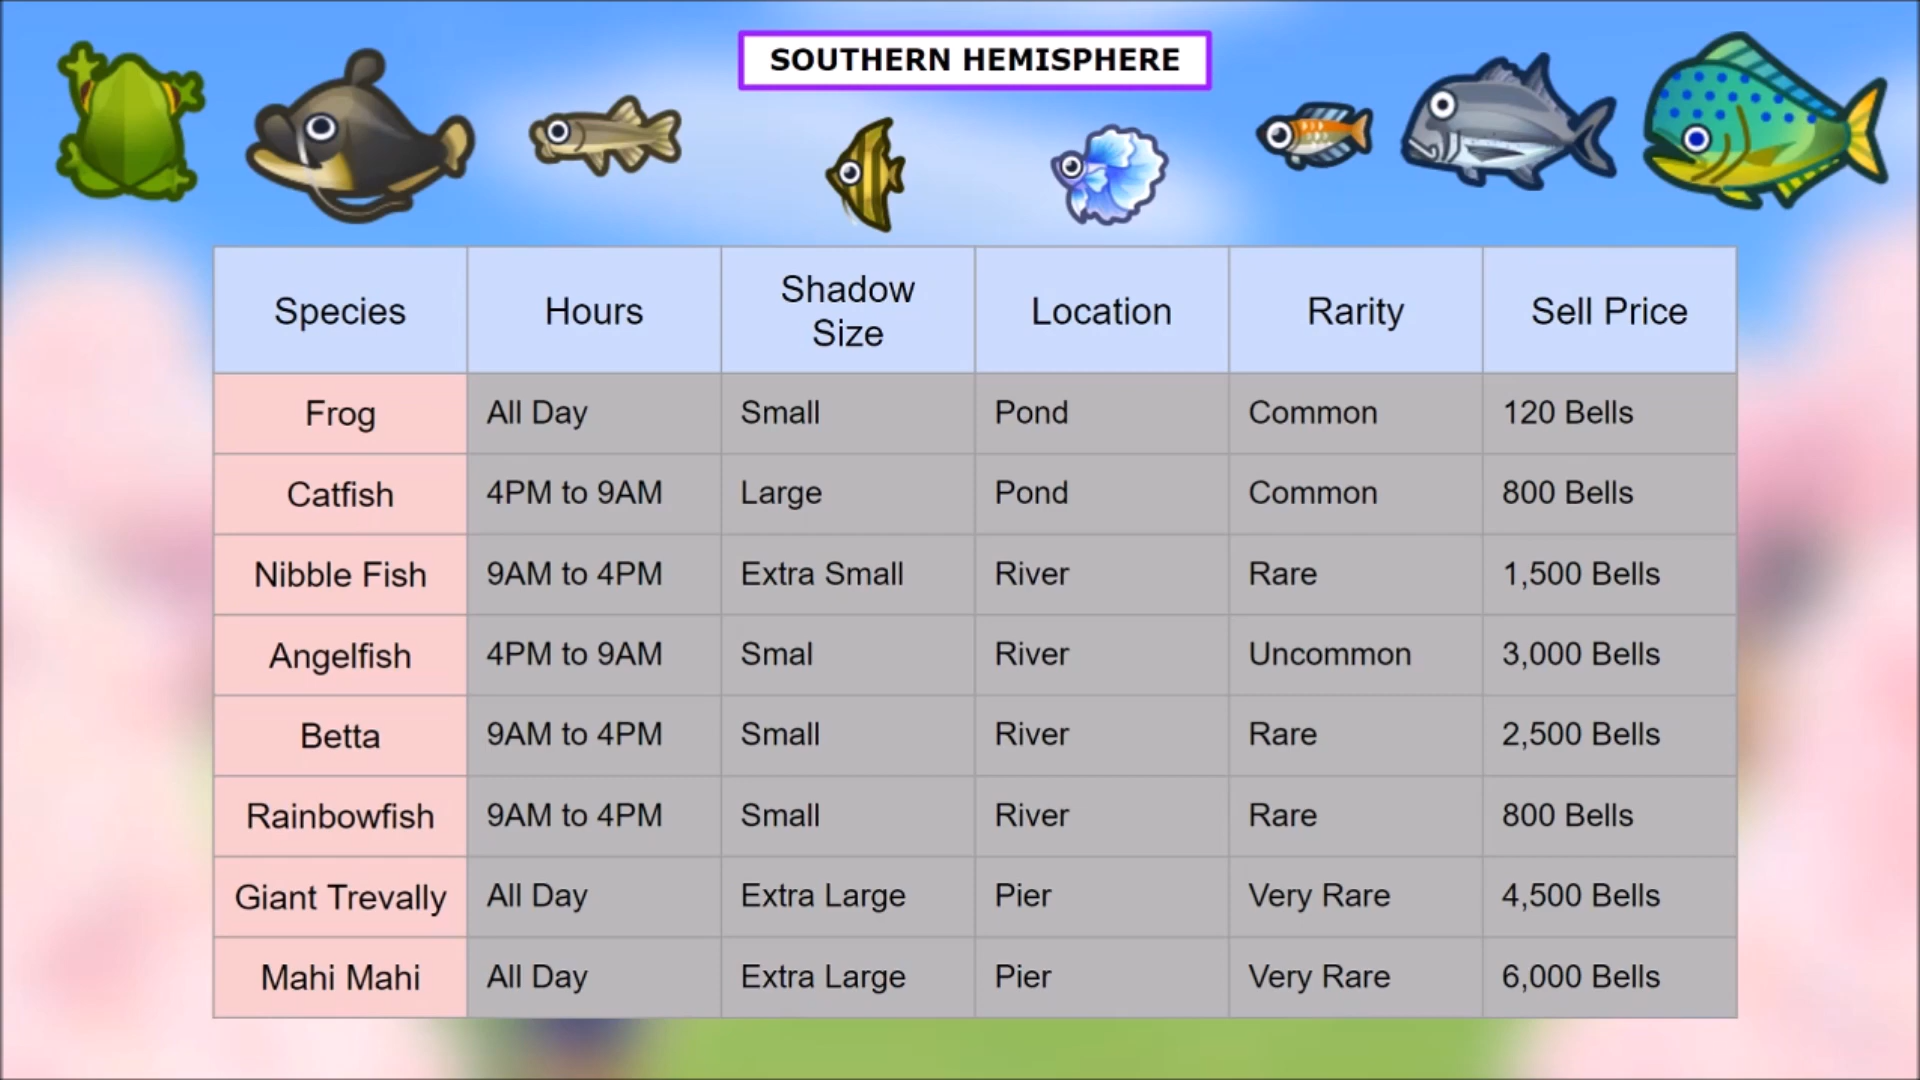 SOUTHERN HEMISPHERE
Species Hours Shadow Size Location Rarity Sell Price
Frog All Day Small Pond Common 120 Bells
Catfish 4PM to 9AM Large Pond Common 800 Bells
Nibble Fish 9AM to 4PM Extra Small River Rare 1,500 Bells
Angelfish 4PM to 9AM Smal River Uncommon 3,000 Bells
Betta 9AM to 4PM Small River Rare 2,500 Bells
Rainbowfish 9AM to 4PM Small River Rare 800 Bells
Giant Trevally All Day Extra Large Pier Very Rare 4,500 Bells
Mahi Mahi All Day Extra Large Pier Very Rare 6,000 Bells